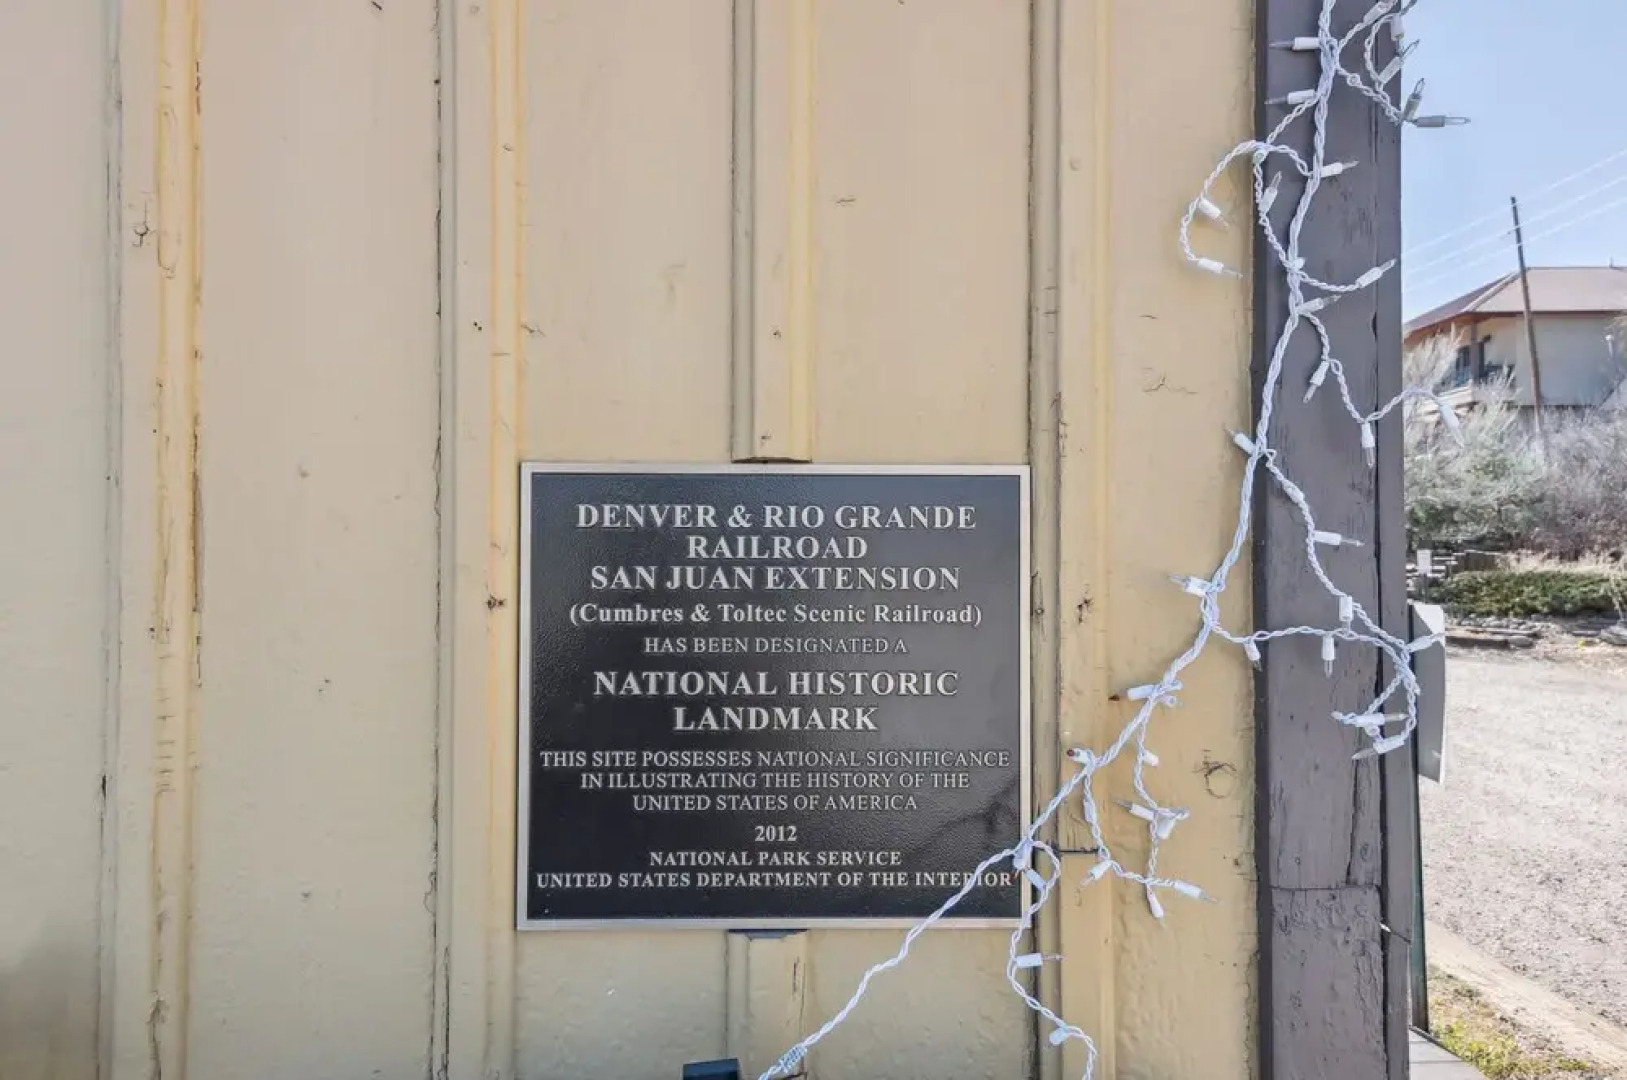 DENVER & RIO GRANDE
RAILROAD
SAN JUAN EXTENSION
(Cumbres & Toltec Scenic Railroad)
HAS BEEN DESIGNATED A
NATIONAL HISTORIC
LANDMARK
THIS SITE POSSESSES NATIONAL SIGNIFICANCE
IN ILLUSTRATING THE HISTORY OF THE
UNITED STATES OF AMERICA
2012
NATIONAL PARK SERVICE
UNITED STATES DEPARTMENT OF THE INTERIOR